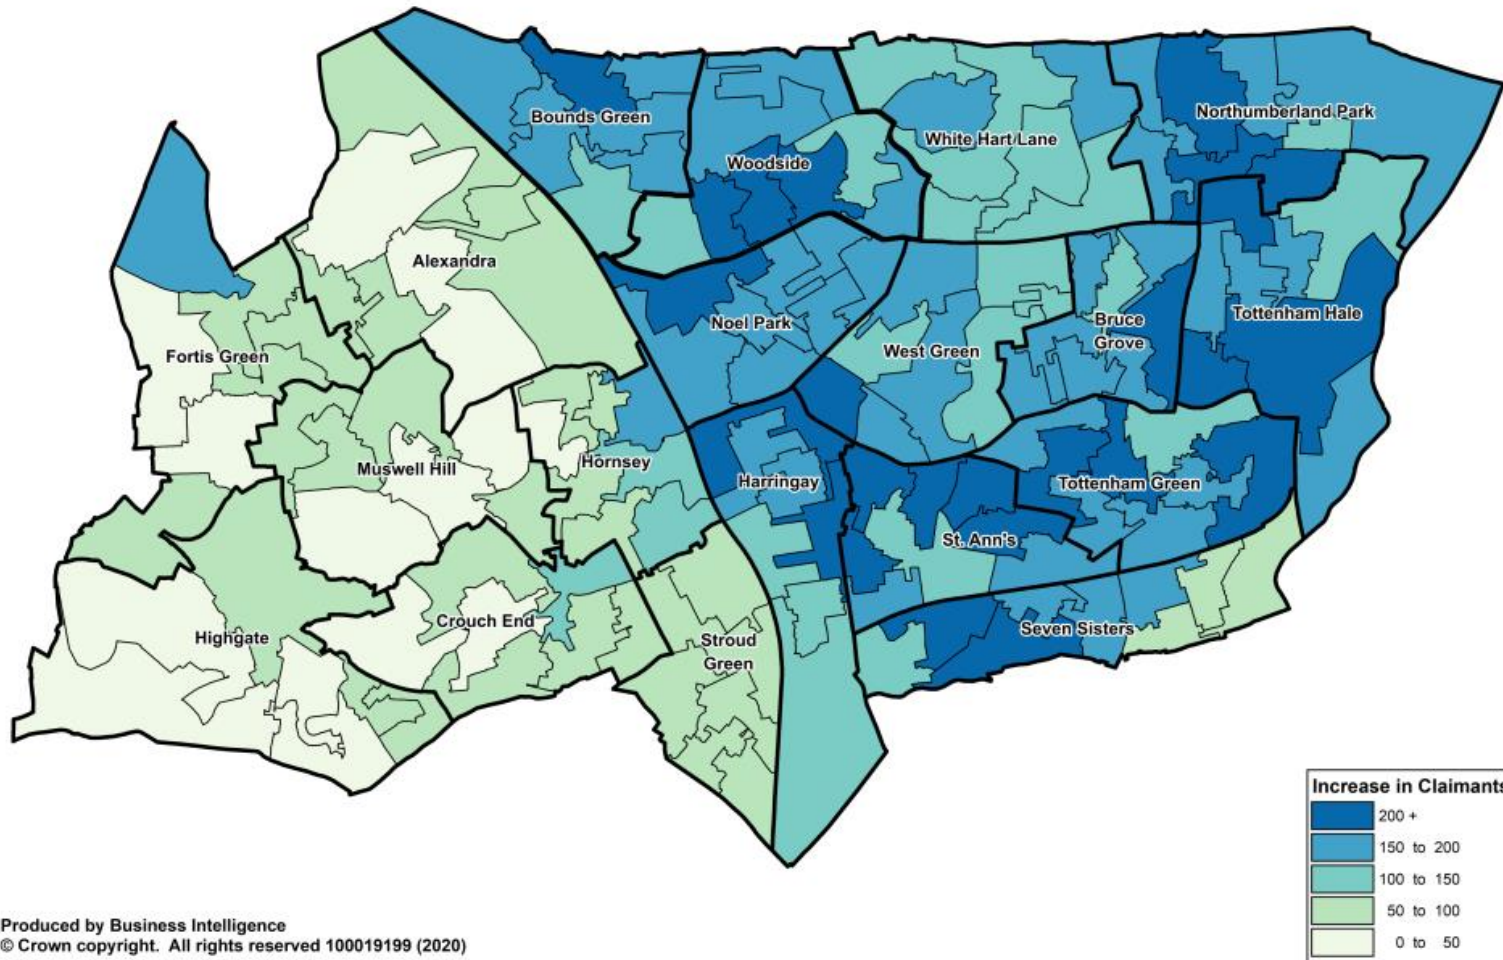 Bounds Green
Woodside
White Hart Lane
Northumberland Park
Alexandra
Noel Park
West Green
Bruce
Grove
Tottenham Hale
Fortis Green
Muswell Hill
Hornsey
Harringay
Tottenham Green
St. Ann's
Highgate
Crouch End
Stroud
Green
Seven Sisters
Increase in Claimants
200 +
150 to 200
100 to 150
50 to 100
0 to 50
Produced by Business Intelligence
© Crown copyright. All rights reserved 100019199 (2020)